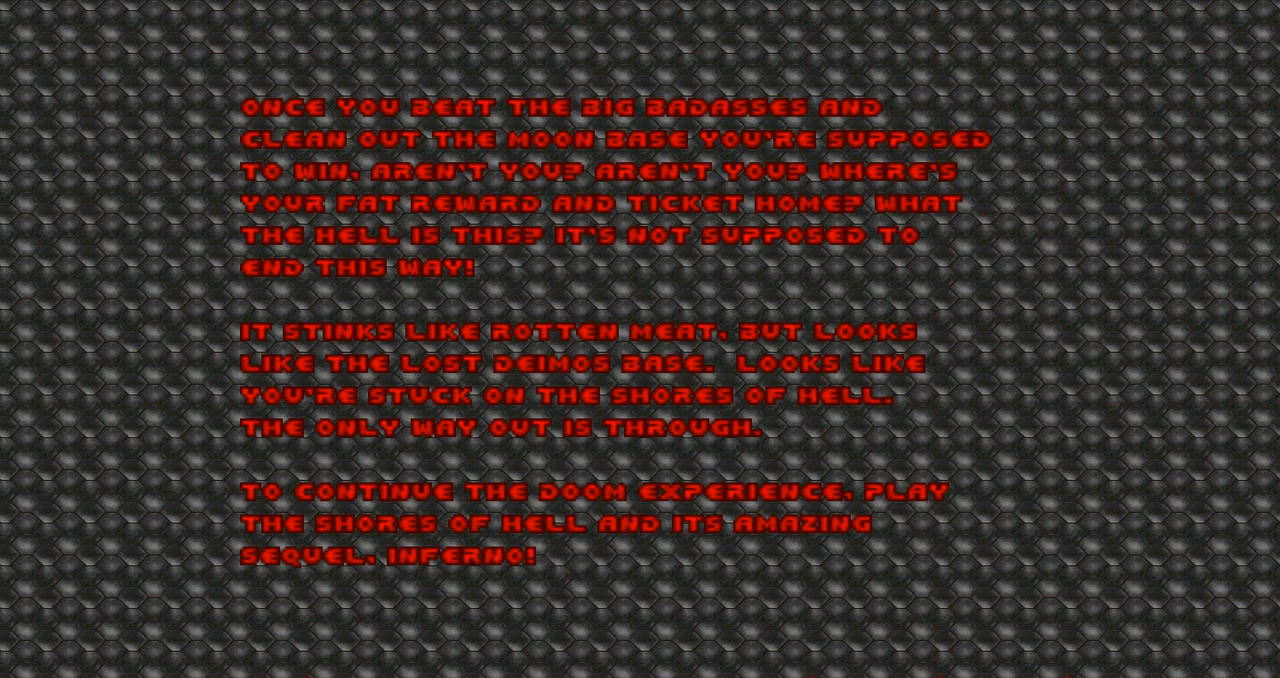 ONCE YOU BEAT THE BIG BADASSES AND
CLEAN OUT THE MOON BASE YOU'RE SUPPOSED
TO WIN, AREN'T YOU? AREN'T YOU? WHERE'S
YOUR FAT REWARD AND TICKET HOME? WHAT
THE HELL IS THIS? IT'S NOT SUPPOSED TO
END THIS WAY!
IT STINKS LIKE ROTTEN MEAT, BUT LOOKS
LIKE THE LOST DEIMOS BASE.  LOOKS LIKE
YOU'RE STUCK ON THE SHORES OF HELL.
THE ONLY WAY OUT IS THROUGH.
TO CONTINUE THE DOOM EXPERIENCE, PLAY
THE SHORES OF HELL AND ITS AMAZING
SEQUEL, INFERNO!